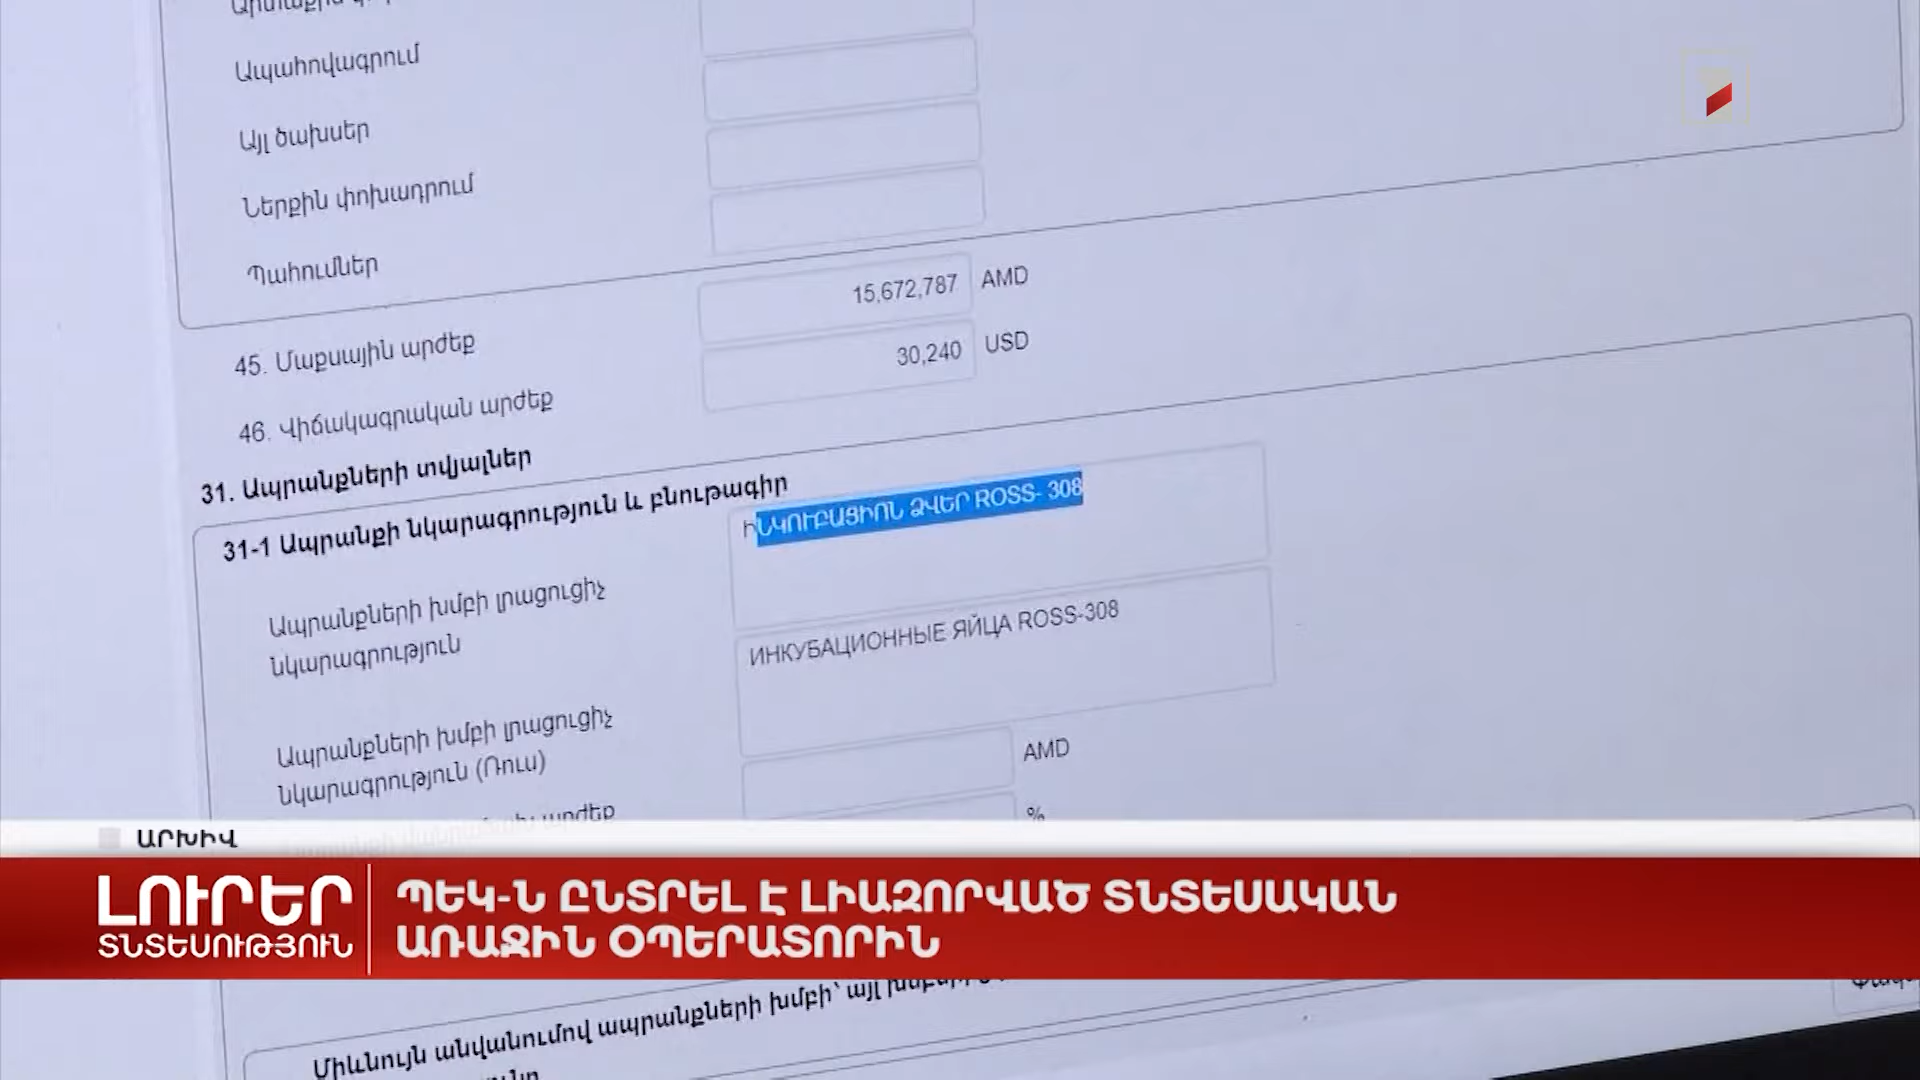 Ապահովագրում
Այլ ծախսեր
Ներքին փոխադրում
Պահումներ
15,672,787 AMD
45. Մաքսային արժեք
30,240 USD
46. Վիճակագրական արժեք
31. Ապրանքների տվյալներ
31-1 Ապրանքի նկարագրություն և բնութագիր
ԻՆԿՈՒԲԱՑԻՈՆ ՁՎԵՐ ROSS- 308
Ապրանքների խմբի լրացուցիչ
նկարագրություն
ИНКУБАЦИОННЫЕ ЯЙЦА ROSS-308
Ապրանքների խմբի լրացուցիչ
նկարագրություն (Ռուս)
AMD
%
ԱՐԽԻՎ
ԼՈՒՐԵՐ
ՏՆՏԵՍՈՒԹՅՈՒՆ
ՊԵԿ-Ն ԸՆՏՐԵԼ Է ԼԻԱԶՈՐՎԱԾ ՏՆՏԵՍԱԿԱՆ
ԱՌԱՋԻՆ ՕՊԵՐԱՏՈՐԻՆ
Միևնույն անվանումով ապրանքների խմբի՝ այլ